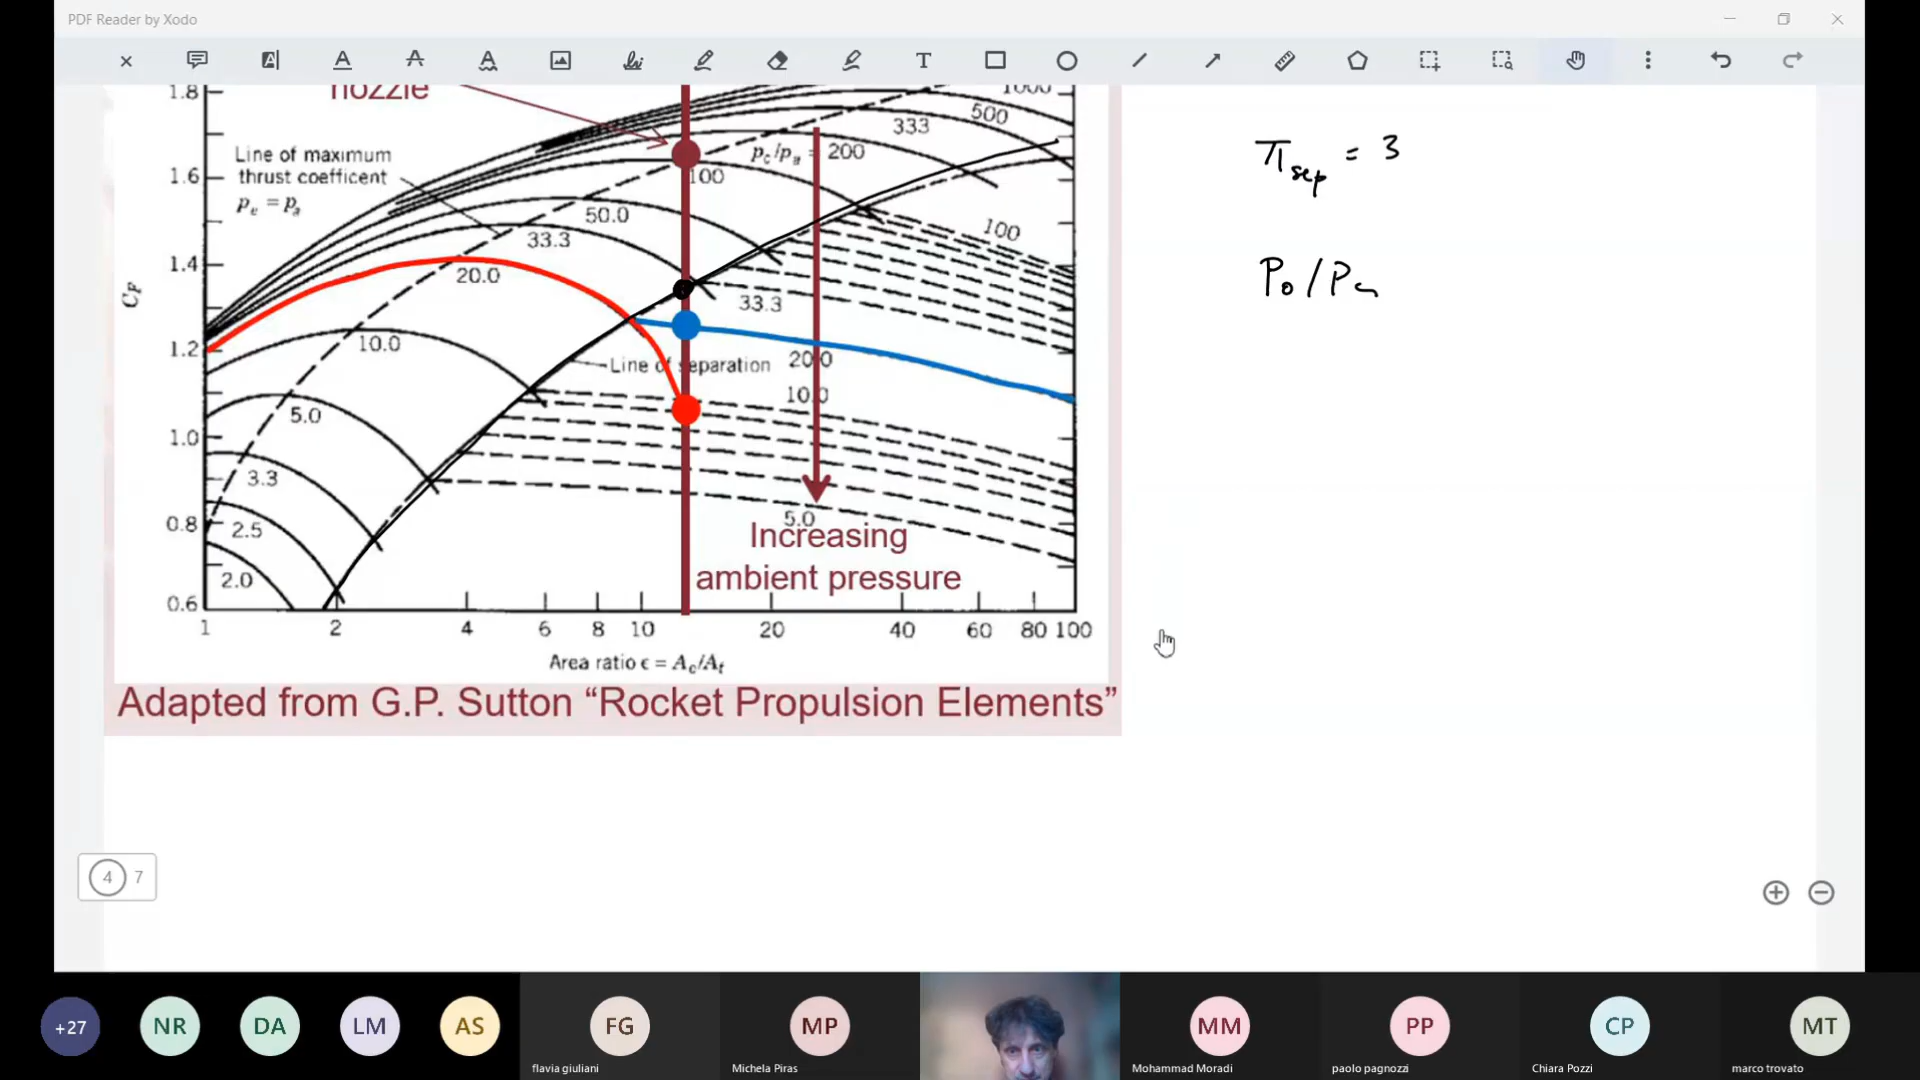 PDF Reader by Xodo
nozzle
1.8
1000
500
333
Line of maximum
thrust coefficent
pe = pa
pc/pa = 200
1.6
100
50.0
33.3
100
1.4
20.0
CF
33.3
1.2
10.0
Line of separation
20.0
10.0
5.0
1.0
3.3
0.8
2.5
5.0
Increasing
ambient pressure
2.0
0.6
1 2 4 6 8 10 20 40 60 80 100
Area ratio ϵ = Ae/At
Adapted from G.P. Sutton “Rocket Propulsion Elements”
πsep = 3
P0/Pa
4 7
+27 NR DA LM AS FG MP MM PP CP MT
flavia giuliani Michela Piras Mohammad Moradi paolo pagnozzi Chiara Pozzi marco trovato